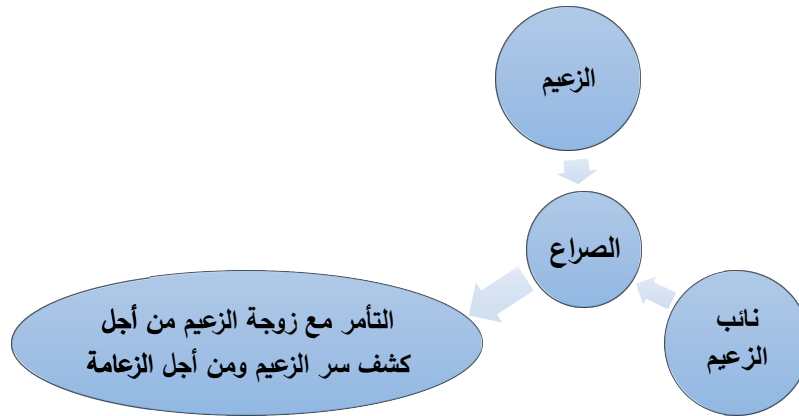 الزعيم
الصراع
نائب
الزعيم
التأمر مع زوجة الزعيم من أجل
كشف سر الزعيم ومن أجل الزعامة